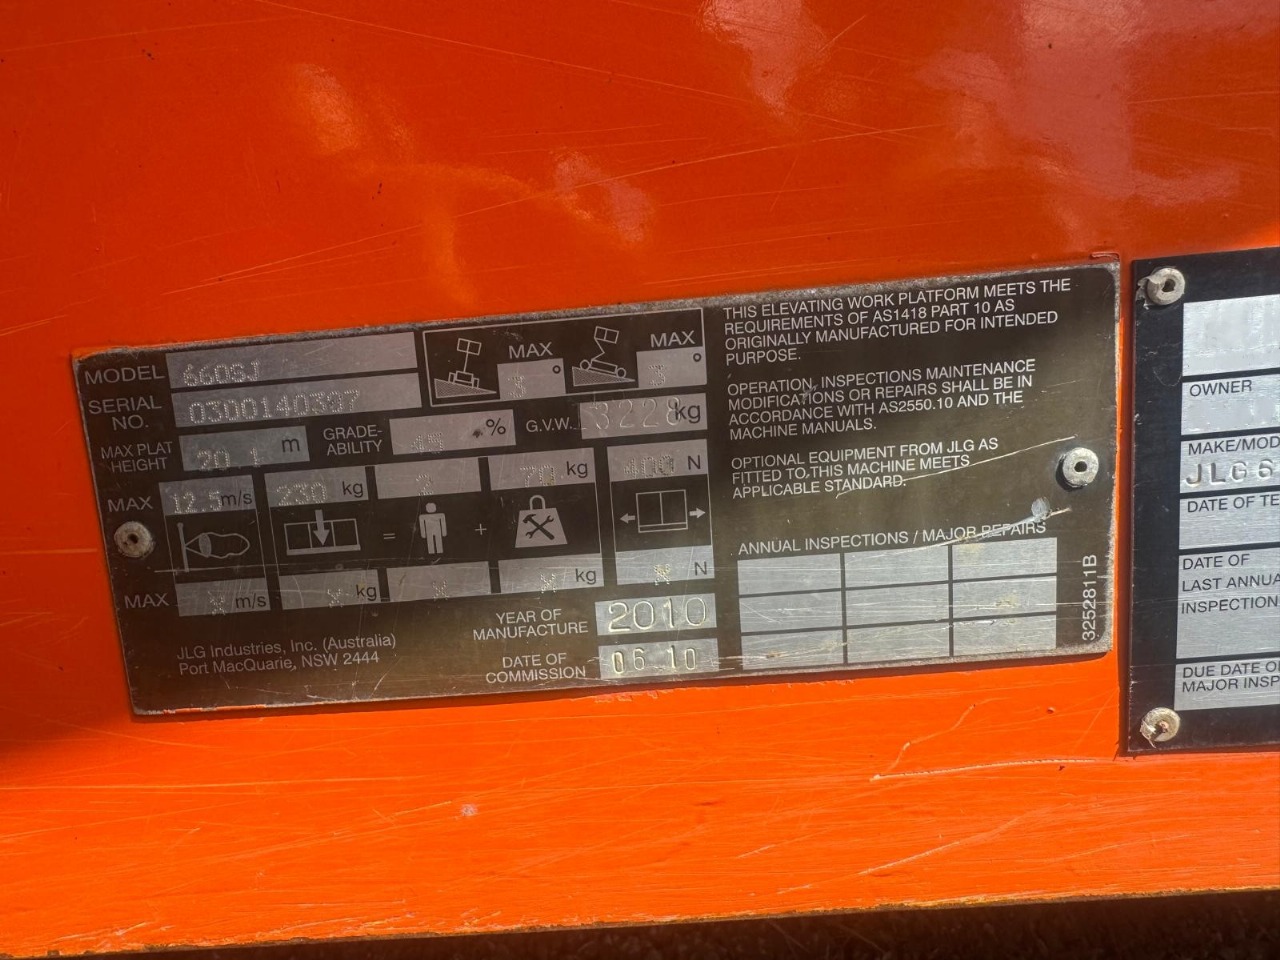 MODEL 660SJ
SERIAL NO. 0300140397
MAX PLAT HEIGHT 20.1 m
GRADE-ABILITY 45 %
G.V.W. kg
MAX 3 °
MAX 3 °
MAX 12.5 m/s 230 kg = 2 + 70 kg 400 N
MAX X m/s X kg X X kg X N
YEAR OF MANUFACTURE 2010
DATE OF COMMISSION 06 10
JLG Industries, Inc. (Australia)
Port MacQuarie, NSW 2444
THIS ELEVATING WORK PLATFORM MEETS THE
REQUIREMENTS OF AS1418 PART 10 AS
ORIGINALLY MANUFACTURED FOR INTENDED
PURPOSE.
OPERATION, INSPECTIONS MAINTENANCE
MODIFICATIONS OR REPAIRS SHALL BE IN
ACCORDANCE WITH AS2550.10 AND THE
MACHINE MANUALS.
OPTIONAL EQUIPMENT FROM JLG AS
FITTED TO THIS MACHINE MEETS
APPLICABLE STANDARD.
ANNUAL INSPECTIONS / MAJOR REPAIRS
3252811B
OWNER
MAKE/MOD
JLG 6
DATE OF TE
DATE OF
LAST ANNUA
INSPECTION
DUE DATE OF
MAJOR INSP